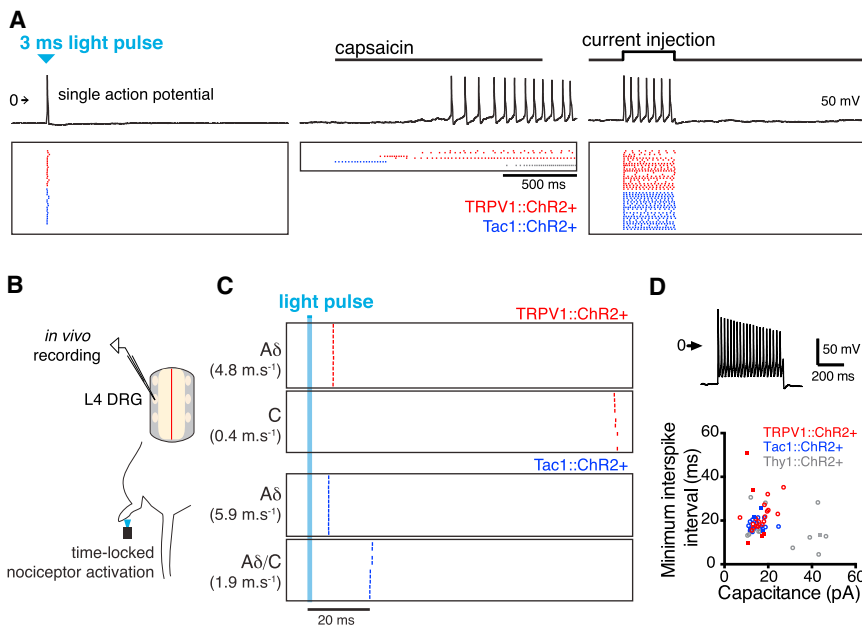 A
3 ms light pulse
capsaicin
current injection
0
single action potential
50 mV
500 ms
TRPV1::ChR2+
Tac1::ChR2+
B
in vivo
recording
L4 DRG
time-locked
nociceptor activation
C
light pulse
TRPV1::ChR2+
Aδ
(4.8 m.s⁻¹)
C
(0.4 m.s⁻¹)
Tac1::ChR2+
Aδ
(5.9 m.s⁻¹)
Aδ/C
(1.9 m.s⁻¹)
20 ms
D
0
50 mV
200 ms
TRPV1::ChR2+
Tac1::ChR2+
Thy1::ChR2+
Minimum interspike
interval (ms)
60
40
20
0
0 20 40 60
Capacitance (pA)